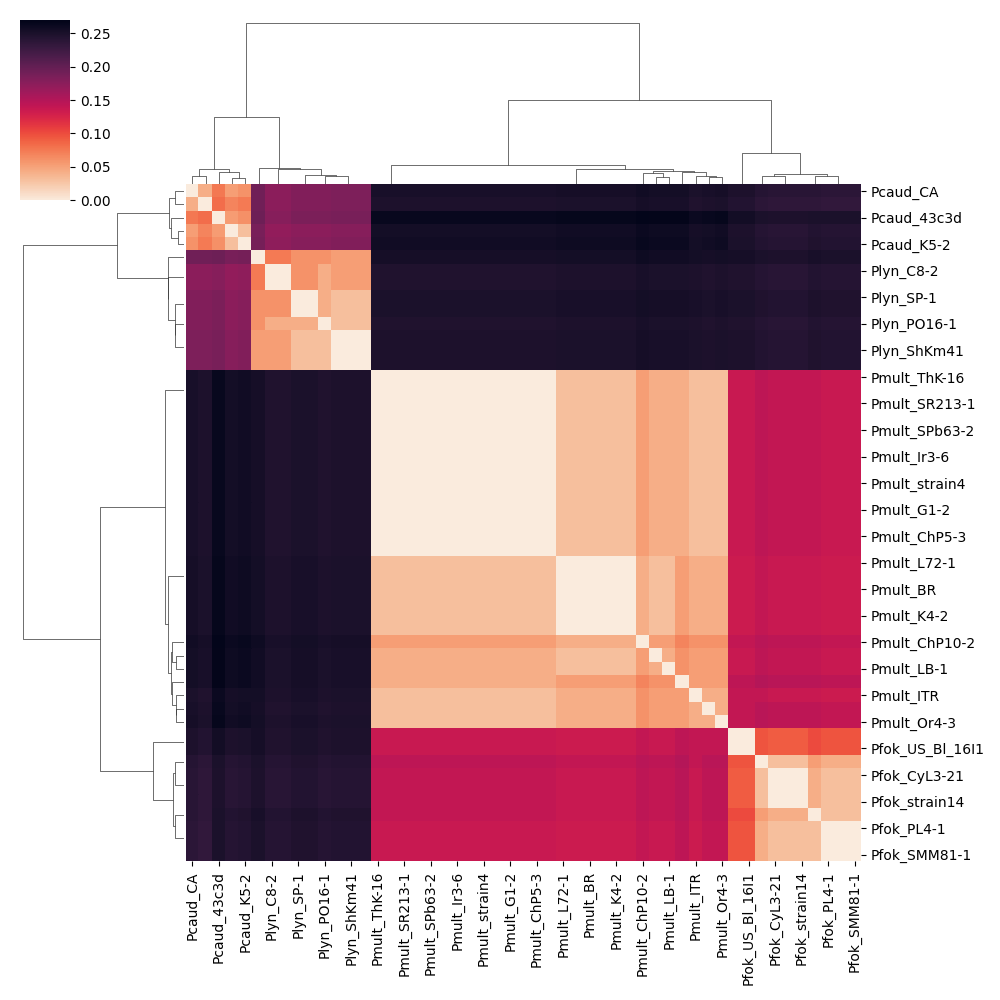 0.25
0.20
0.15
0.10
0.05
0.00
Pcaud_CA
Pcaud_43c3d
Pcaud_K5-2
Plyn_C8-2
Plyn_SP-1
Plyn_PO16-1
Plyn_ShKm41
Pmult_ThK-16
Pmult_SR213-1
Pmult_SPb63-2
Pmult_Ir3-6
Pmult_strain4
Pmult_G1-2
Pmult_ChP5-3
Pmult_L72-1
Pmult_BR
Pmult_K4-2
Pmult_ChP10-2
Pmult_LB-1
Pmult_ITR
Pmult_Or4-3
Pfok_US_Bl_16I1
Pfok_CyL3-21
Pfok_strain14
Pfok_PL4-1
Pfok_SMM81-1
Pcaud_CA
Pcaud_43c3d
Pcaud_K5-2
Plyn_C8-2
Plyn_SP-1
Plyn_PO16-1
Plyn_ShKm41
Pmult_ThK-16
Pmult_SR213-1
Pmult_SPb63-2
Pmult_Ir3-6
Pmult_strain4
Pmult_G1-2
Pmult_ChP5-3
Pmult_L72-1
Pmult_BR
Pmult_K4-2
Pmult_ChP10-2
Pmult_LB-1
Pmult_ITR
Pmult_Or4-3
Pfok_US_Bl_16I1
Pfok_CyL3-21
Pfok_strain14
Pfok_PL4-1
Pfok_SMM81-1